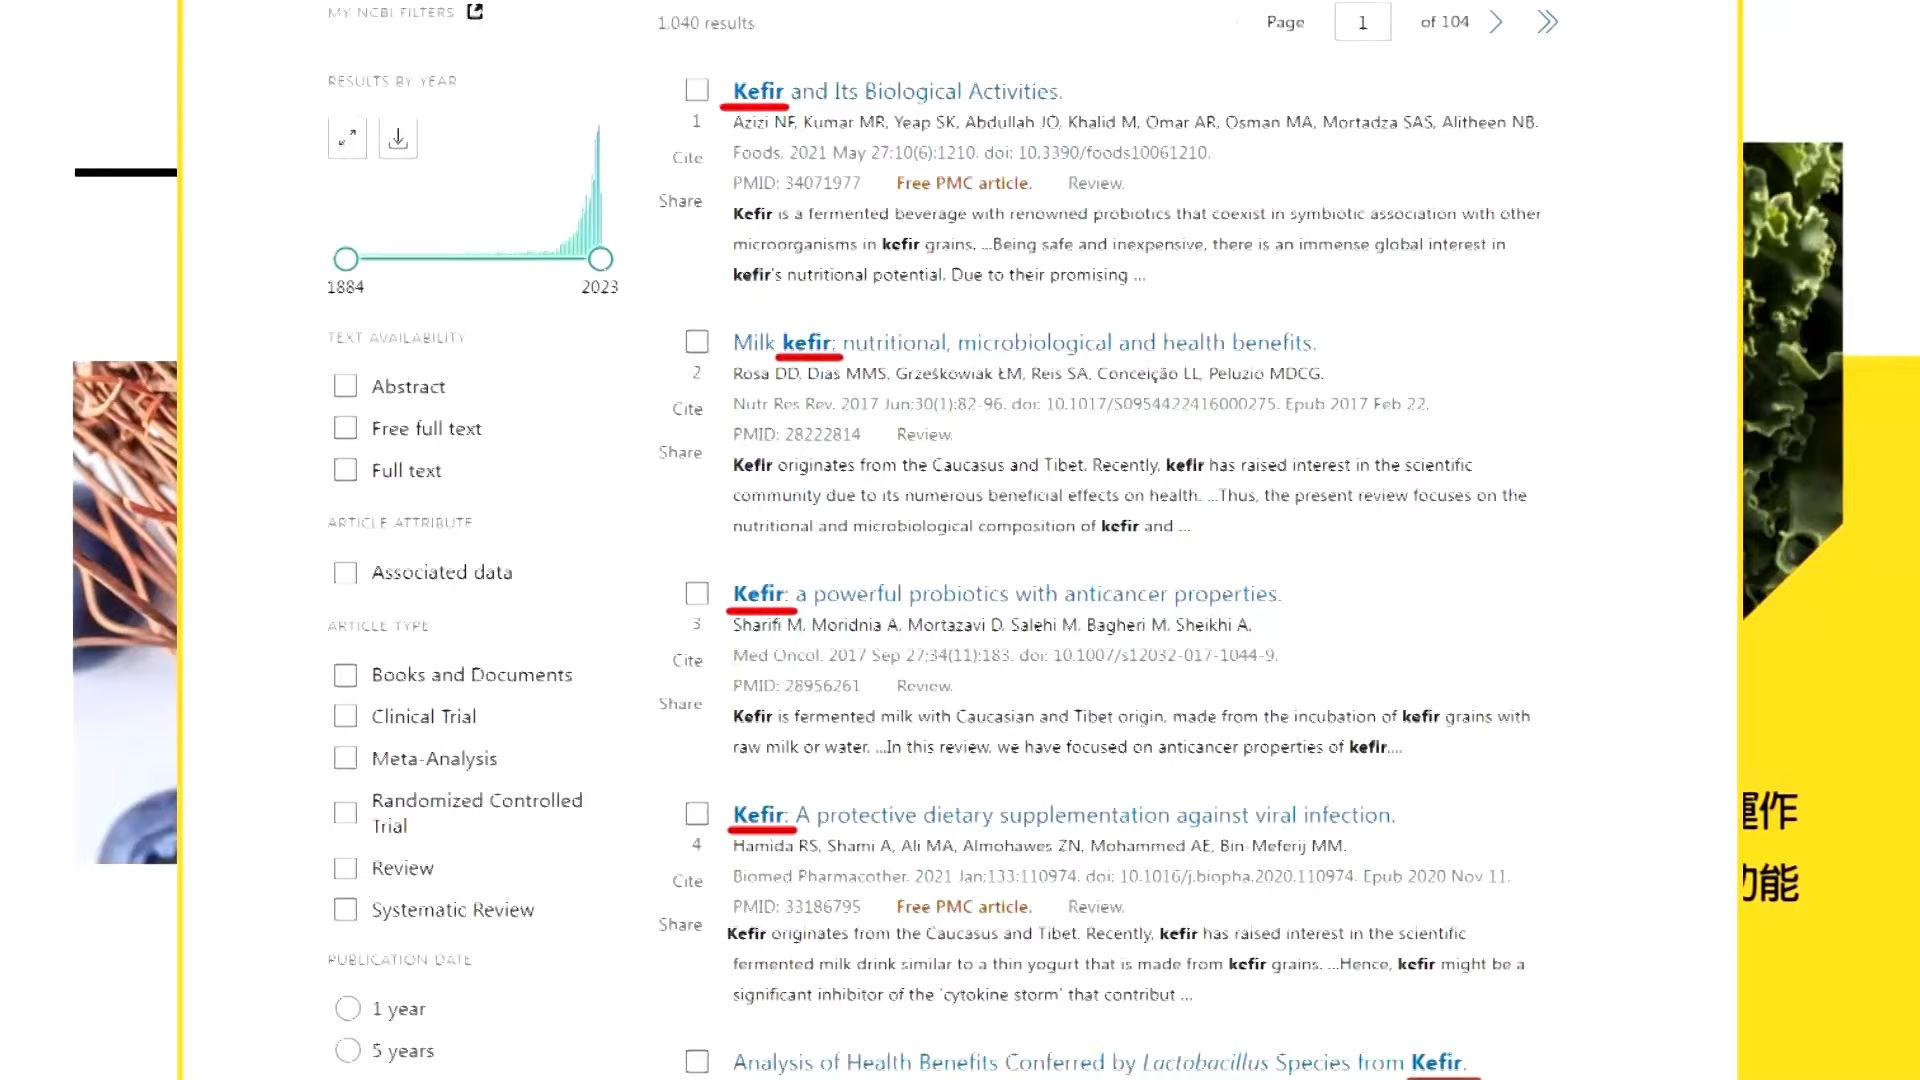 MY NCBI FILTERS
1,040 results
Page 1 of 104
RESULTS BY YEAR
1884 2023
TEXT AVAILABILITY
Abstract
Free full text
Full text
ARTICLE ATTRIBUTE
Associated data
ARTICLE TYPE
Books and Documents
Clinical Trial
Meta-Analysis
Randomized Controlled
Trial
Review
Systematic Review
PUBLICATION DATE
1 year
5 years
Kefir and Its Biological Activities.
1
Azizi NF, Kumar MR, Yeap SK, Abdullah JO, Khalid M, Omar AR, Osman MA, Mortadza SAS, Alitheen NB.
Cite
Foods. 2021 May 27;10(6):1210. doi: 10.3390/foods10061210.
PMID: 34071977 Free PMC article. Review.
Share
Kefir is a fermented beverage with renowned probiotics that coexist in symbiotic association with other
microorganisms in kefir grains. ...Being safe and inexpensive, there is an immense global interest in
kefir's nutritional potential. Due to their promising ...
Milk kefir: nutritional, microbiological and health benefits.
2
Rosa DD, Dias MMS, Grześkowiak ŁM, Reis SA, Conceição LL, Peluzio MDCG.
Cite
Nutr Res Rev. 2017 Jun;30(1):82-96. doi: 10.1017/S0954422416000275. Epub 2017 Feb 22.
PMID: 28222814 Review.
Share
Kefir originates from the Caucasus and Tibet. Recently, kefir has raised interest in the scientific
community due to its numerous beneficial effects on health. ...Thus, the present review focuses on the
nutritional and microbiological composition of kefir and ...
Kefir: a powerful probiotics with anticancer properties.
3
Sharifi M, Moridnia A, Mortazavi D, Salehi M, Bagheri M, Sheikhi A.
Cite
Med Oncol. 2017 Sep 27;34(11):183. doi: 10.1007/s12032-017-1044-9.
PMID: 28956261 Review.
Share
Kefir is fermented milk with Caucasian and Tibet origin, made from the incubation of kefir grains with
raw milk or water. ...In this review, we have focused on anticancer properties of kefir....
Kefir: A protective dietary supplementation against viral infection.
4
Hamida RS, Shami A, Ali MA, Almohawes ZN, Mohammed AE, Bin-Meferij MM.
Cite
Biomed Pharmacother. 2021 Jan;133:110974. doi: 10.1016/j.biopha.2020.110974. Epub 2020 Nov 11.
PMID: 33186795 Free PMC article. Review.
Share
Kefir originates from the Caucasus and Tibet. Recently, kefir has raised interest in the scientific
fermented milk drink similar to a thin yogurt that is made from kefir grains. ...Hence, kefir might be a
significant inhibitor of the 'cytokine storm' that contribut ...
Analysis of Health Benefits Conferred by Lactobacillus Species from Kefir.
運作
功能